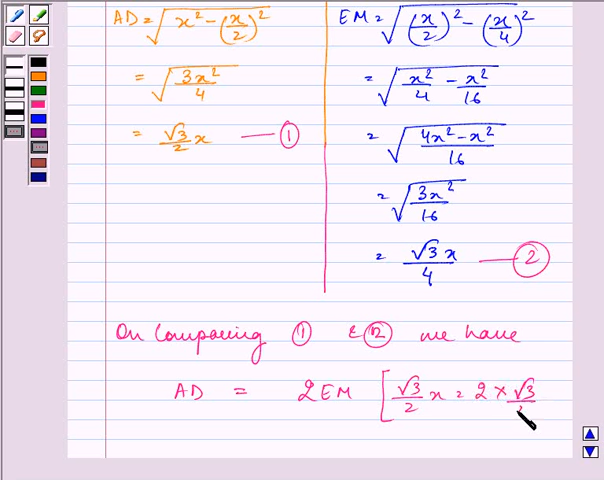 AD = √(x² - (x/2)²)
= √(3x²/4)
= √3/2 x — ①
EM = √((x/2)² - (x/4)²)
= √(x²/4 - x²/16)
= √((4x² - x²)/16)
= √(3x²/16)
= √3x/4 — ②
On comparing ① & ② we have
AD = 2EM [√3/2 x = 2 × √3/